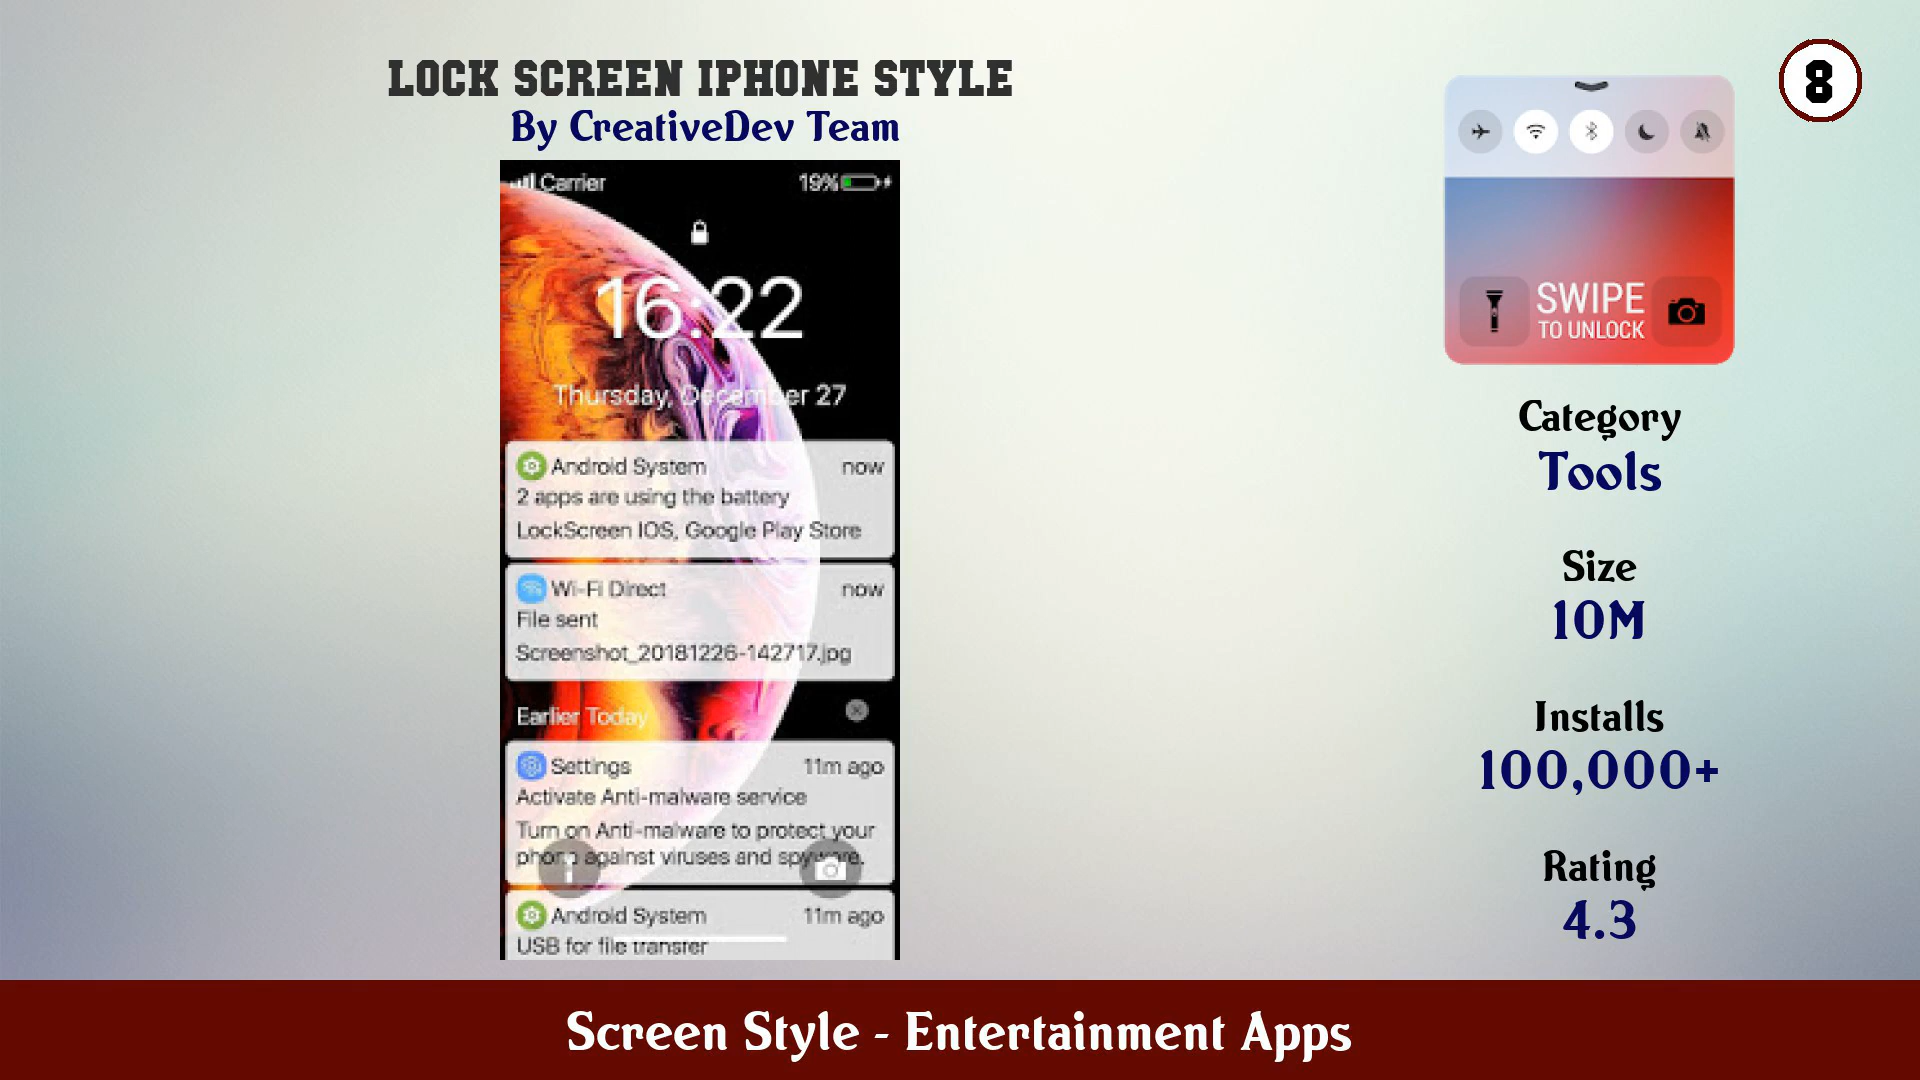 LOCK SCREEN IPHONE STYLE
By CreativeDev Team
8
Carrier 19%
16:22
Thursday, December 27
Android System now
2 apps are using the battery
LockScreen IOS, Google Play Store
Wi-Fi Direct now
File sent
Screenshot_20181226-142717.jpg
Earlier Today
Settings 11m ago
Activate Anti-malware service
Turn on Anti-malware to protect your
phone against viruses and spyware.
Android System 11m ago
USB for file transfer
SWIPE
TO UNLOCK
Category
Tools
Size
10M
Installs
100,000+
Rating
4.3
Screen Style - Entertainment Apps